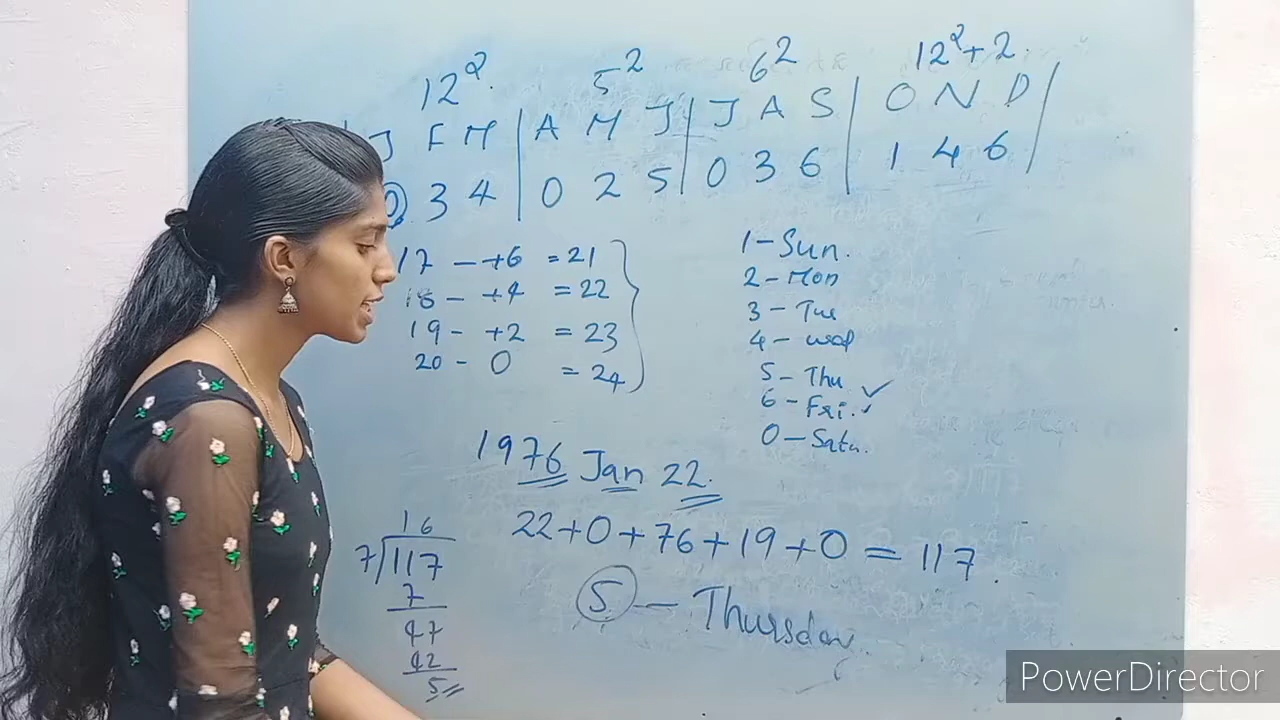 12² 5² 6² 12²+2
J F M | A M J | J A S | O N D |
0 3 4 | 0 2 5 | 0 3 6 | 1 4 6 |
17 – +6 = 21
18 – +4 = 22
19 – +2 = 23
20 – 0 = 24
1 – Sun.
2 – Mon
3 – Tue
4 – wed
5 – Thu ✓
6 – Fri. ✓
0 – Satu.
1976 Jan 22.
22+0+76+19+0 = 117.
5 – Thursday
16
7)117
7
47
42
5
PowerDirector